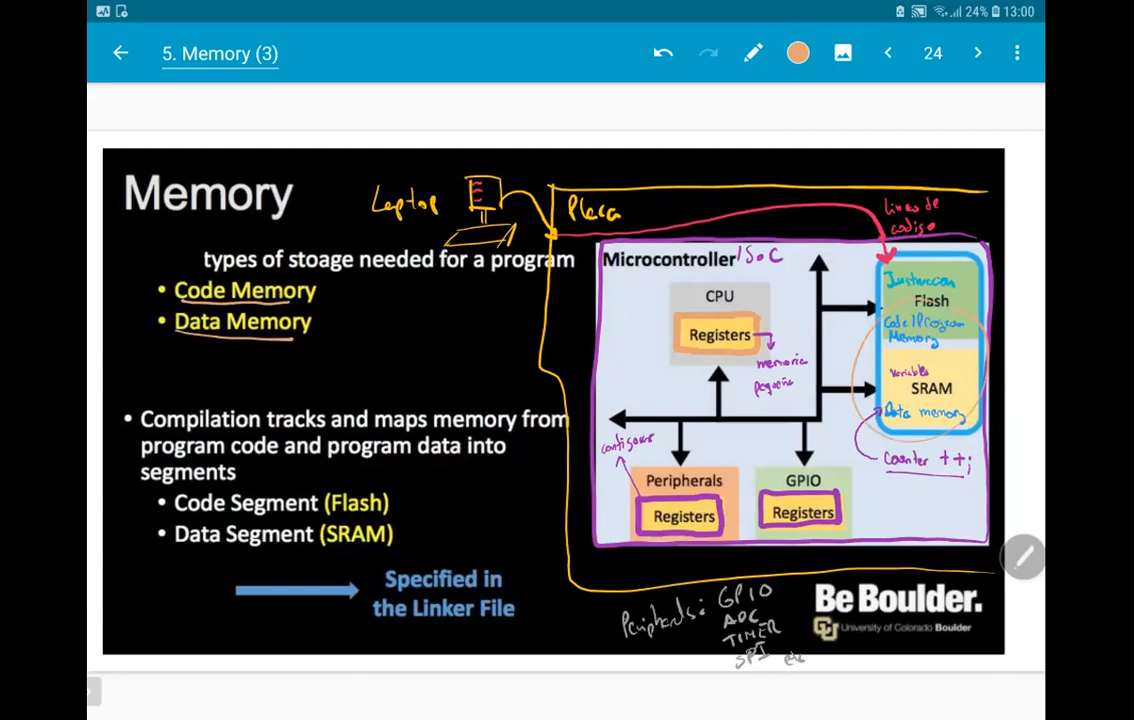 24% 13:00
5. Memory (3)
24
Memory
Laptop
Placa
Lineas de
codigo
types of stoage needed for a program
• Code Memory
• Data Memory
• Compilation tracks and maps memory from
program code and program data into
segments
• Code Segment (Flash)
• Data Segment (SRAM)
Specified in
the Linker File
Microcontroller/SoC
CPU
Registers
memoria
pequeña
Instruccion
Flash
Code/Program
Memory
Variables
SRAM
Data memory
Counter ++;
configurar
Peripherals
Registers
GPIO
Registers
Peripherals: GPIO
ADC
TIMER
SPI etc
Be Boulder.
University of Colorado Boulder